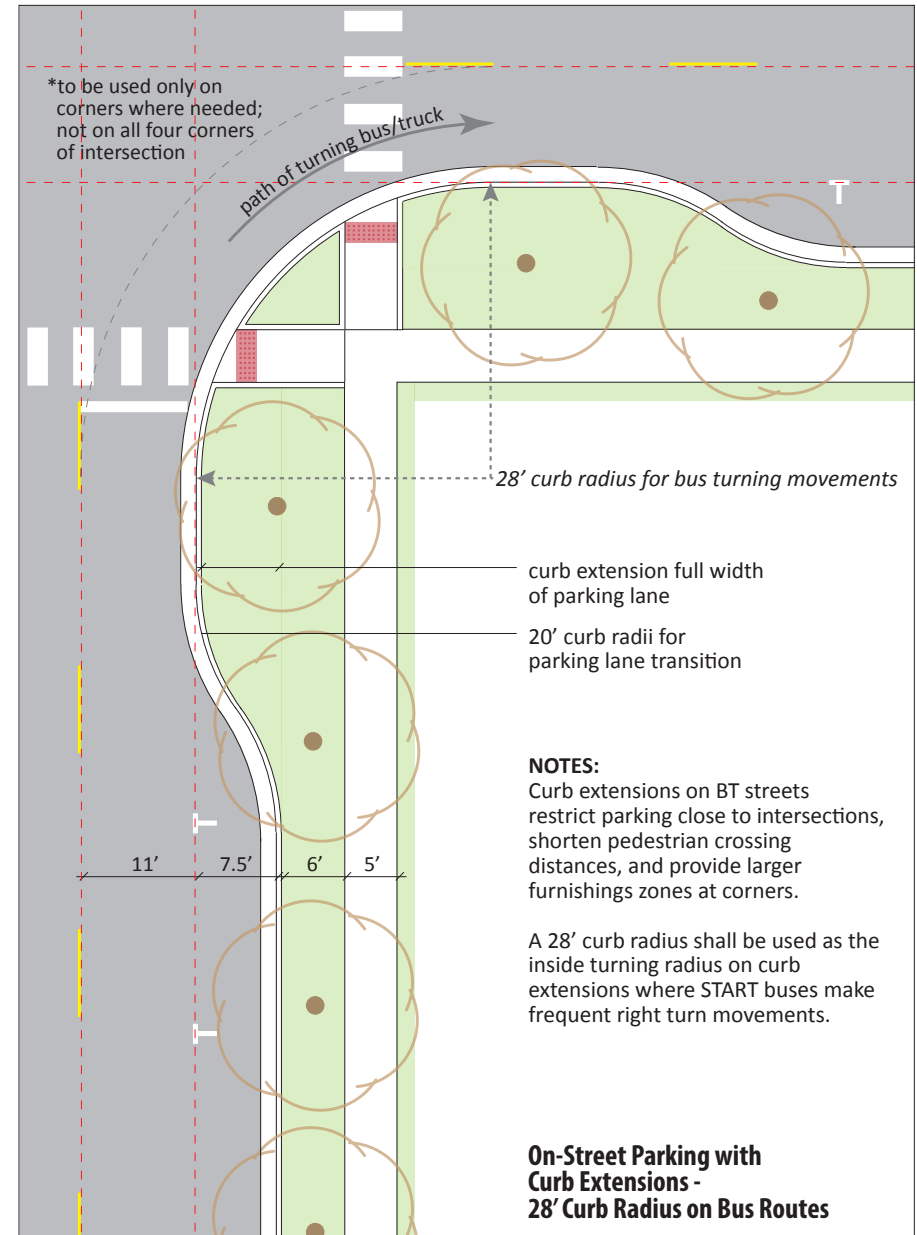 *to be used only on
corners where needed;
not on all four corners
of intersection
path of turning bus/truck
28’ curb radius for bus turning movements
curb extension full width
of parking lane
20’ curb radii for
parking lane transition
NOTES:
Curb extensions on BT streets
restrict parking close to intersections,
shorten pedestrian crossing
distances, and provide larger
furnishings zones at corners.
11’ 7.5’ 6’ 5’
A 28’ curb radius shall be used as the
inside turning radius on curb
extensions where START buses make
frequent right turn movements.
On-Street Parking with
Curb Extensions -
28’ Curb Radius on Bus Routes